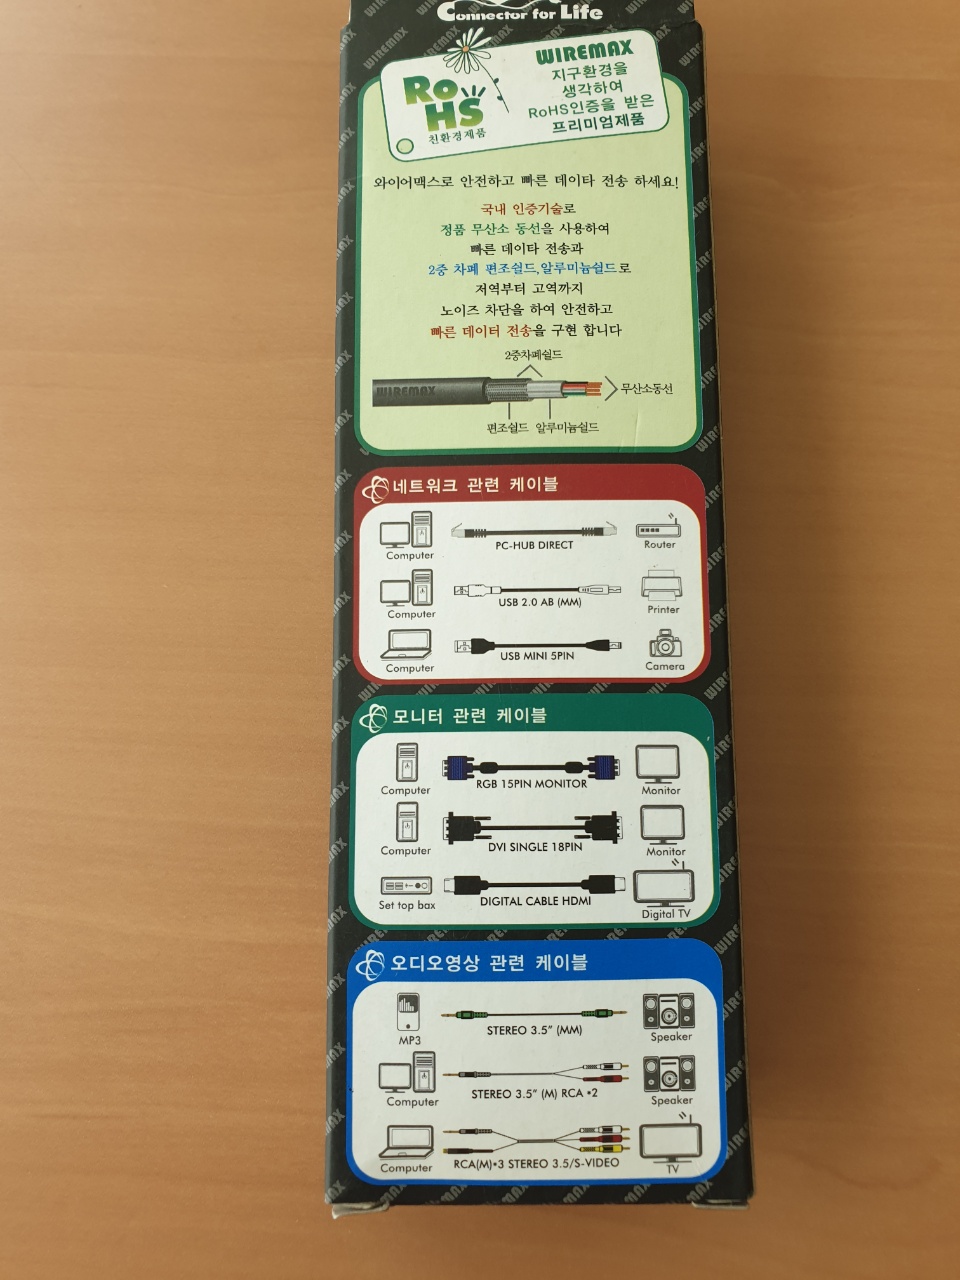 Connector for Life
RoHS
친환경제품
WIREMAX
지구환경을
생각하여
RoHS인증을 받은
프리미엄제품
와이어맥스로 안전하고 빠른 데이타 전송 하세요!
국내 인증기술로
정품 무산소 동선을 사용하여
빠른 데이타 전송과
2중 차폐 편조쉴드,알루미늄쉴드로
저역부터 고역까지
노이즈 차단을 하여 안전하고
빠른 데이터 전송을 구현 합니다
2중차폐쉴드
WIREMAX
무산소동선
편조쉴드 알루미늄쉴드
네트워크 관련 케이블
Computer
PC-HUB DIRECT
Router
Computer
USB 2.0 AB (MM)
Printer
Computer
USB MINI 5PIN
Camera
모니터 관련 케이블
Computer
RGB 15PIN MONITOR
Monitor
Computer
DVI SINGLE 18PIN
Monitor
Set top bax
DIGITAL CABLE HDMI
Digital TV
오디오영상 관련 케이블
MP3
STEREO 3.5" (MM)
Speaker
Computer
STEREO 3.5" (M) RCA *2
Speaker
Computer
RCA(M)*3 STEREO 3.5/S-VIDEO
TV